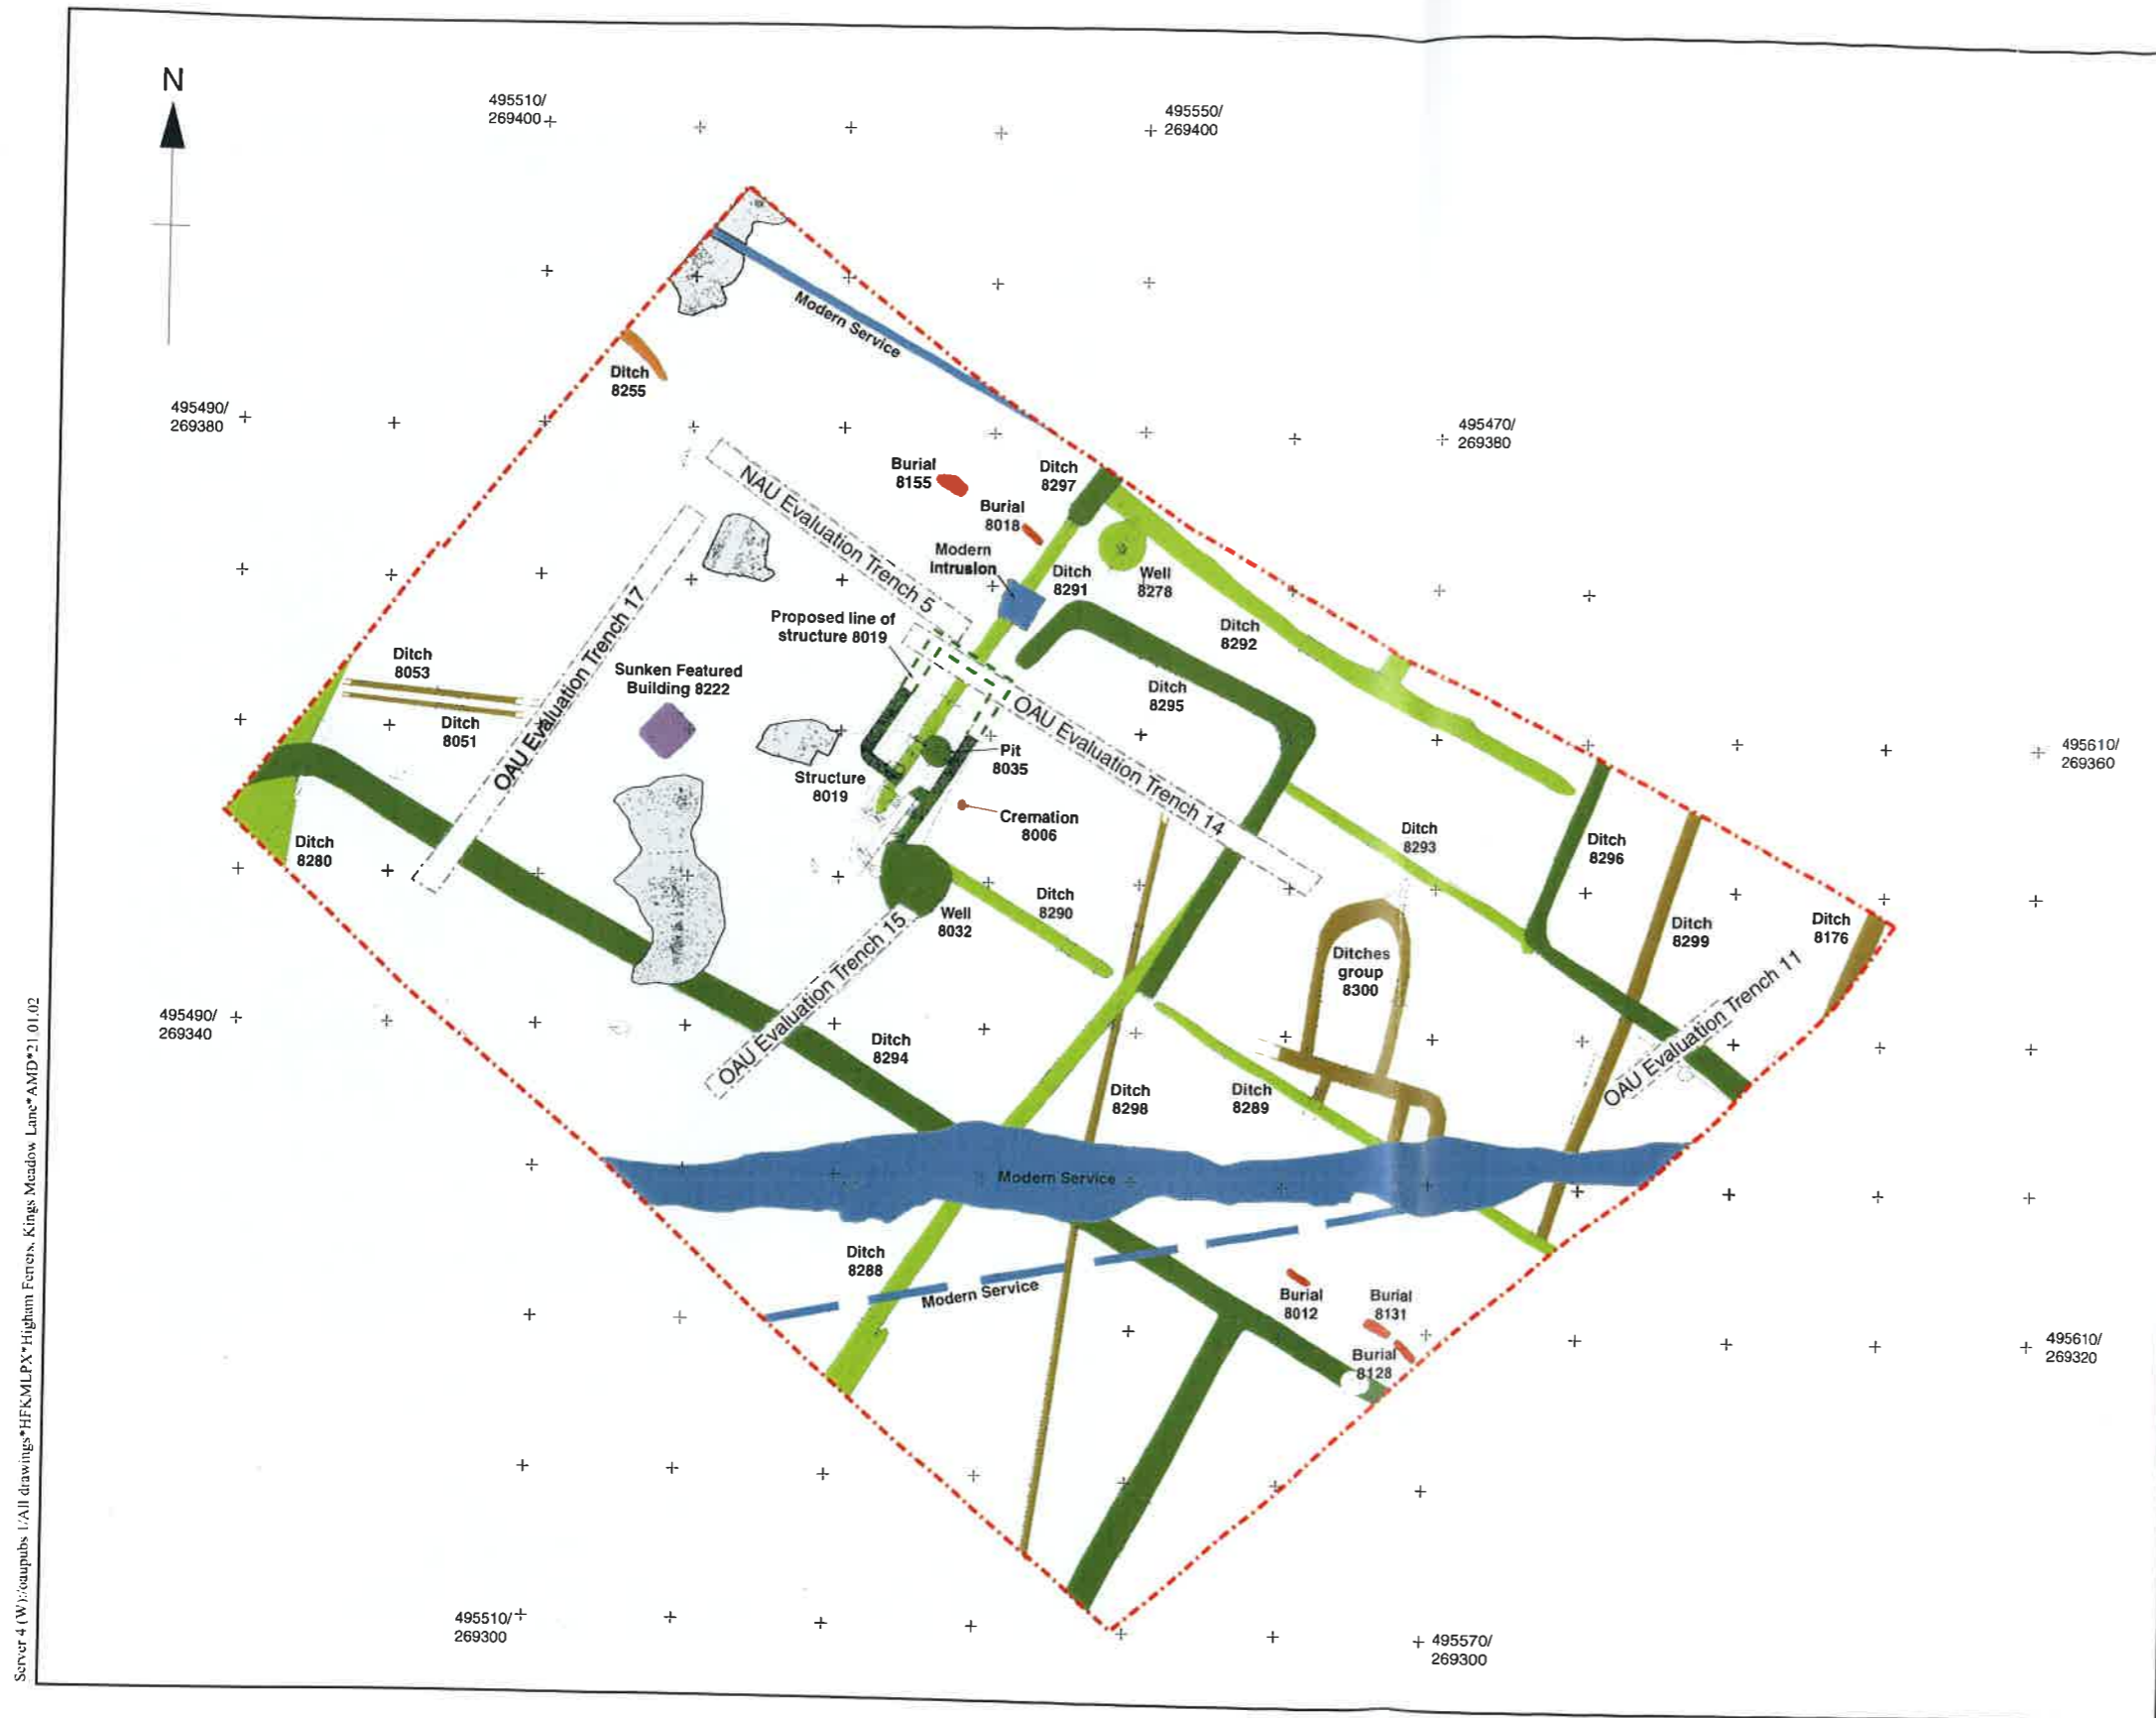 N
495510/
269400
495550/
269400
Modern Service
Ditch
8255
495490/
269380
495470/
269380
Burial
8155
Ditch
8297
Burial
8018
NAU Evaluation Trench 5
Modern
Intrusion
Ditch
8291
Well
8278
OAU Evaluation Trench 17
Proposed line of
structure 8019
Ditch
8292
Ditch
8053
Sunken Featured
Building 8222
Ditch
8051
Ditch
8295
OAU Evaluation Trench 14
Pit
8035
495610/
269360
Structure
8019
Cremation
8006
Ditch
8280
Ditch
8293
Ditch
8296
Ditch
8290
Well
8032
Ditch
8299
Ditch
8176
Ditches
group
8300
OAU Evaluation Trench 15
OAU Evaluation Trench 11
495490/
269340
Ditch
8294
Ditch
8298
Ditch
8289
Modern Service
Ditch
8288
Modern Service
Burial
8012
Burial
8131
Burial
8128
495610/
269320
495510/
269300
495570/
269300
Server 4 (W):/oaupubs 1/All drawings*HFKMLPX*Higham Ferrers, Kings Meadow Lane*AMD*21.01.02